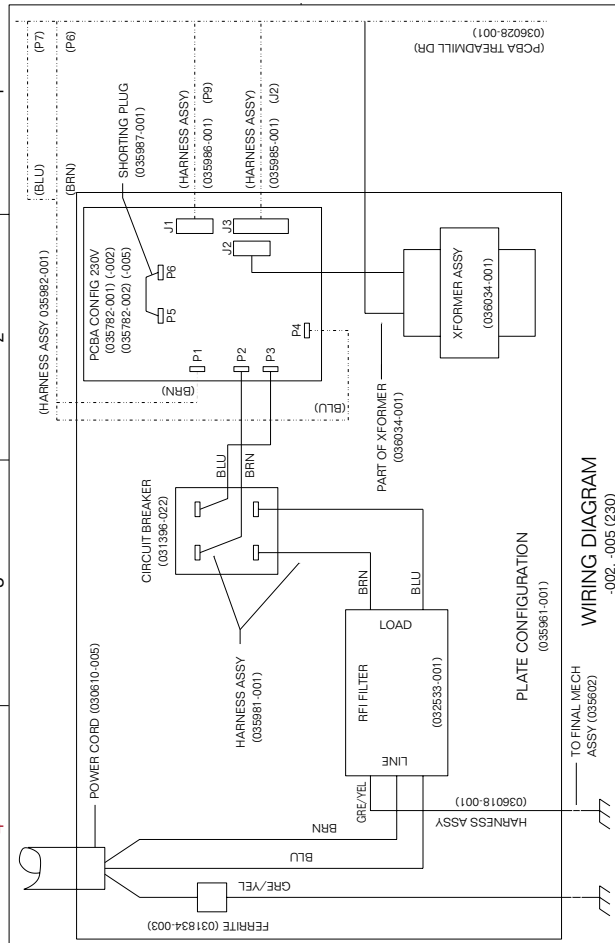 (P7)
(BLU)
(P6)
(BRN)
(HARNESS ASSY 035982-001)
SHORTING PLUG
(035987-001)
PCBA CONFIG 230V
(035782-001) (-002)
(035782-002) (-005)
P5
P6
J1
(HARNESS ASSY)
(035986-001)
(P9)
J3
J2
(HARNESS ASSY)
(035985-001)
(J2)
P1
P2
P3
P4
(BRN)
(BLU)
(PCBA TREADMILL DR)
(036028-001)
CIRCUIT BREAKER
(031396-022)
BLU
BRN
PART OF XFORMER
(036034-001)
XFORMER ASSY
(036034-001)
POWER CORD (030610-005)
HARNESS ASSY
(035981-001)
BRN
BLU
LOAD
RFI FILTER
(032533-001)
LINE
BRN
BLU
GRE/YEL
GRE/YEL
FERRITE (031834-003)
HARNESS ASSY
(036018-001)
PLATE CONFIGURATION
(035961-001)
TO FINAL MECH
ASSY (035602)
WIRING DIAGRAM
-002, -005 (230)